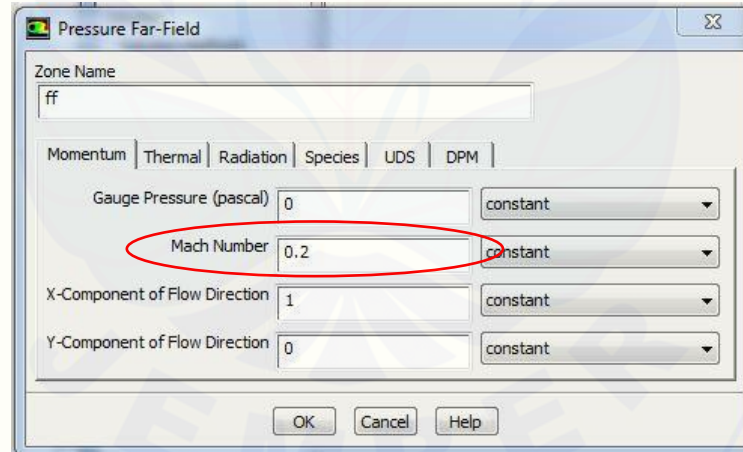 Pressure Far-Field
Zone Name
ff
Momentum Thermal Radiation Species UDS DPM
Gauge Pressure (pascal) 0 constant
Mach Number 0.2 constant
X-Component of Flow Direction 1 constant
Y-Component of Flow Direction 0 constant
OK Cancel Help